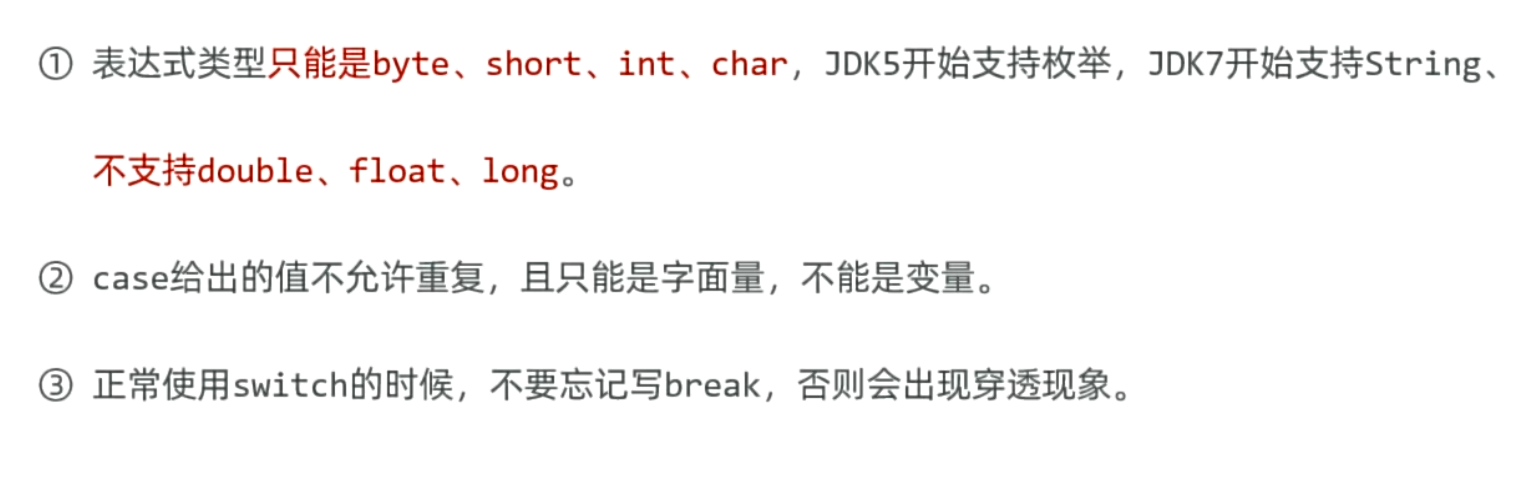 ① 表达式类型只能是byte、short、int、char，JDK5开始支持枚举，JDK7开始支持String、
不支持double、float、long。
② case给出的值不允许重复，且只能是字面量，不能是变量。
③ 正常使用switch的时候，不要忘记写break，否则会出现穿透现象。